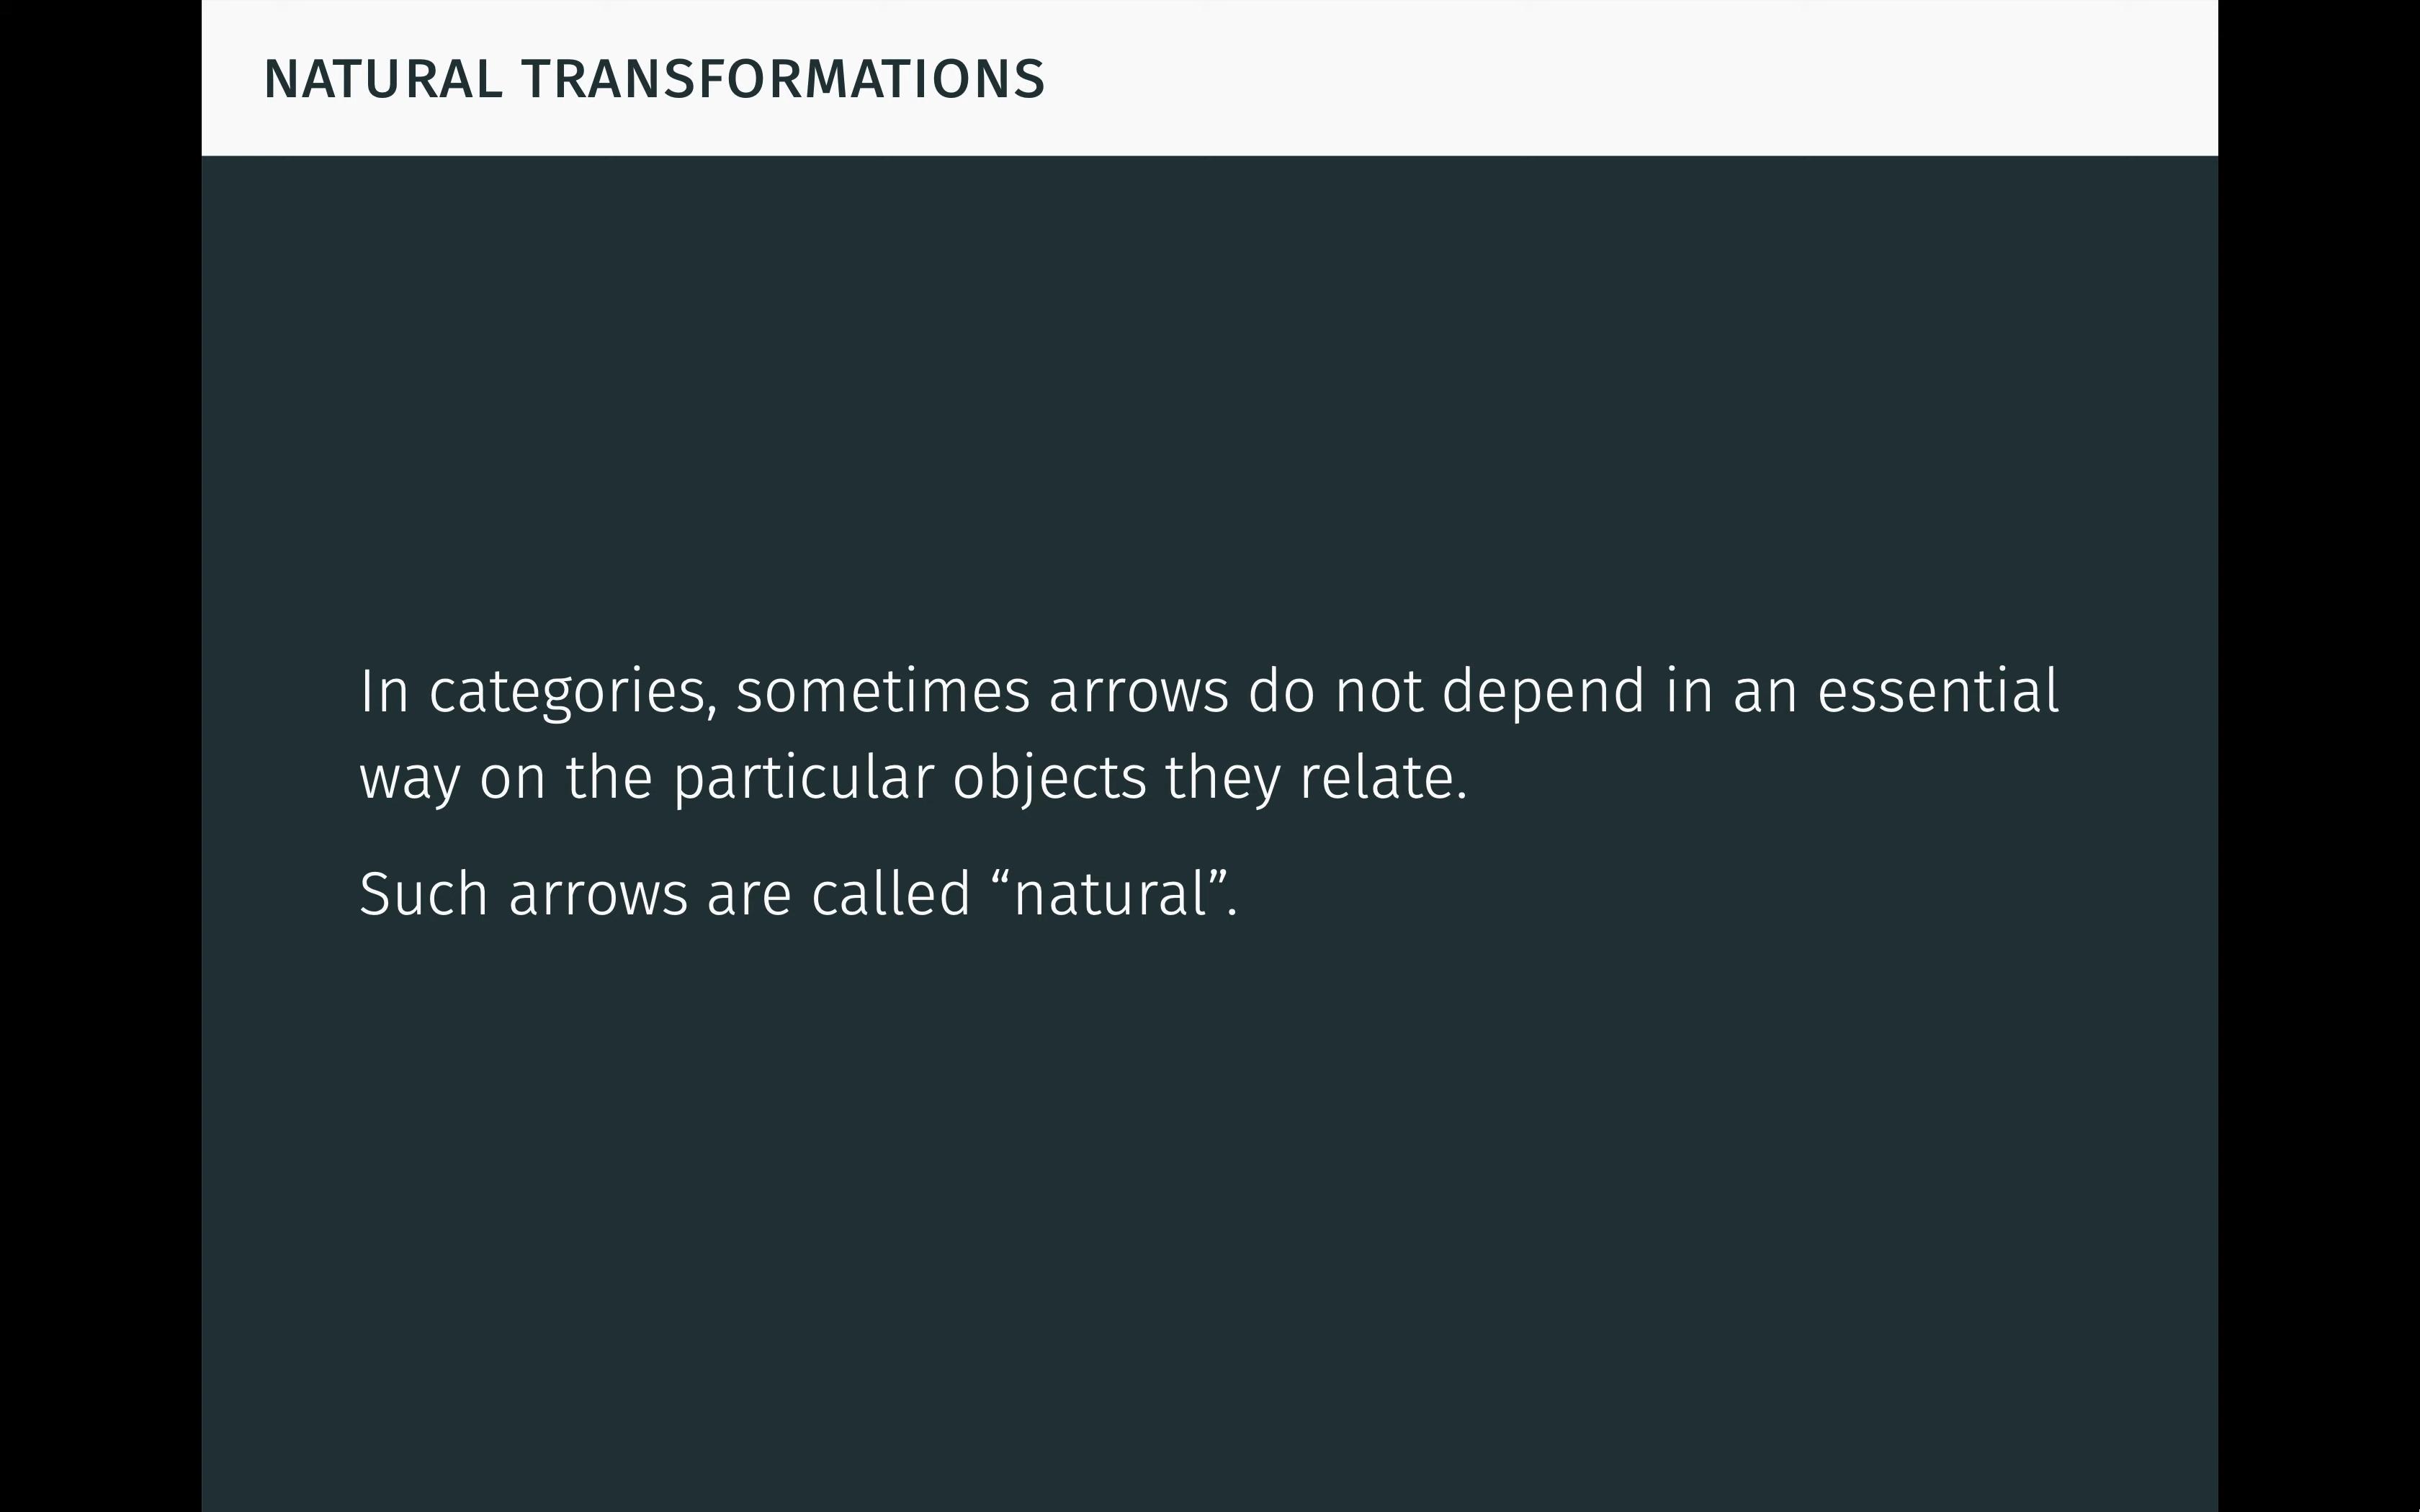 NATURAL TRANSFORMATIONS
In categories, sometimes arrows do not depend in an essential
way on the particular objects they relate.
Such arrows are called “natural”.